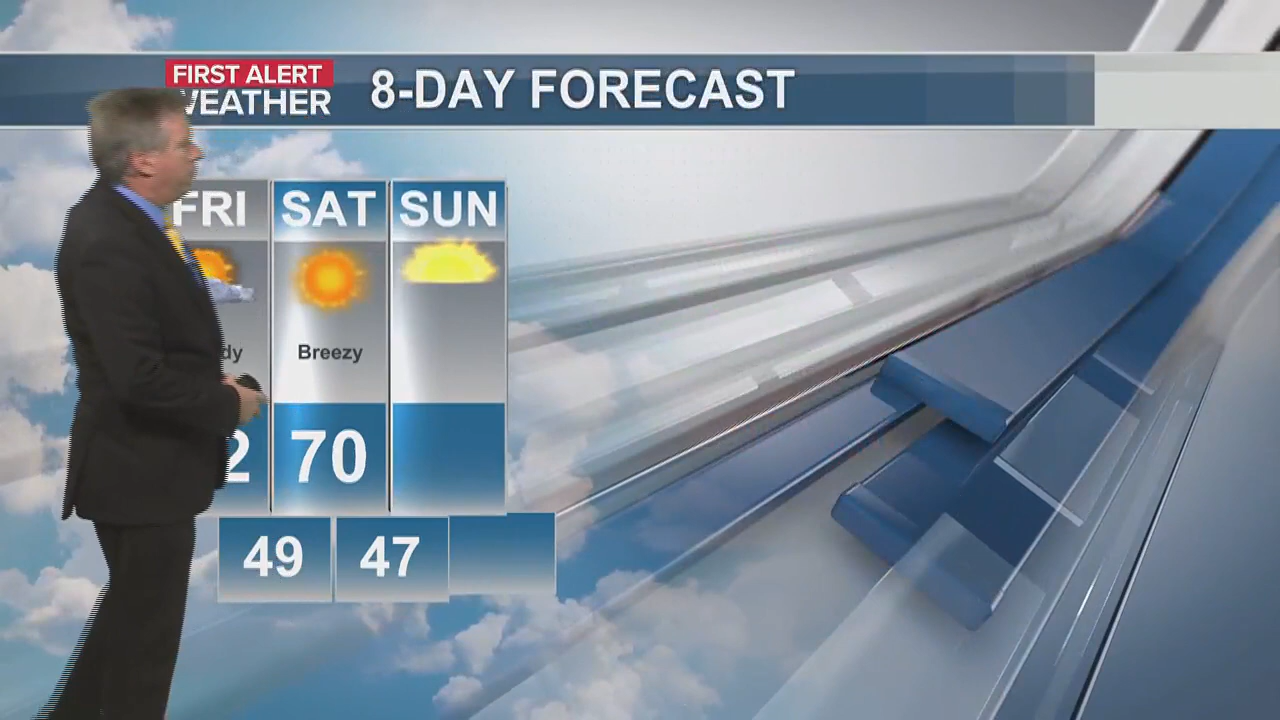 FIRST ALERT
WEATHER
8-DAY FORECAST
FRI SAT SUN
Breezy
70
49 47